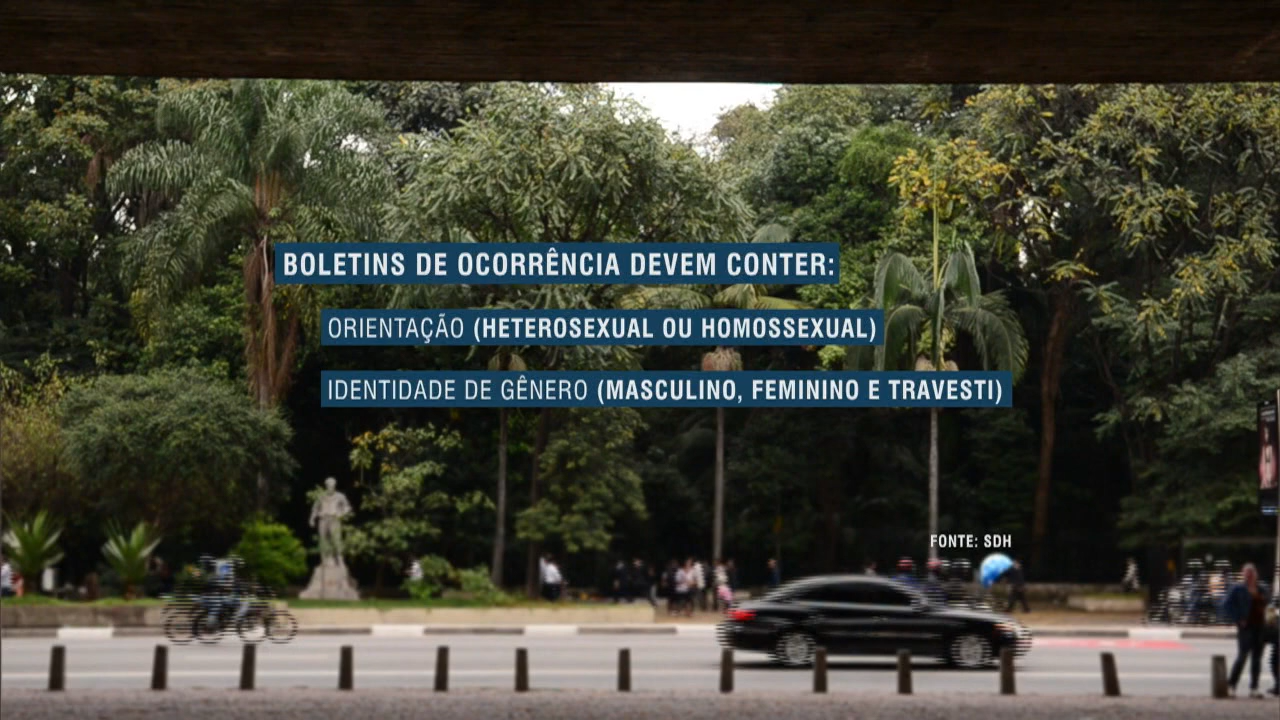 BOLETINS DE OCORRÊNCIA DEVEM CONTER:
ORIENTAÇÃO (HETEROSEXUAL OU HOMOSSEXUAL)
IDENTIDADE DE GÊNERO (MASCULINO, FEMININO E TRAVESTI)
FONTE: SDH